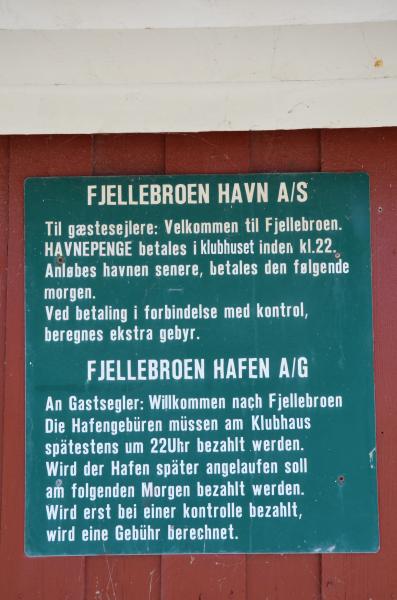 FJELLEBROEN HAVN A/S
Til gæstesejlere: Velkommen til Fjellebroen.
HAVNEPENGE betales i klubhuset inden kl.22.
Anløbes havnen senere, betales den følgende
morgen.
Ved betaling i forbindelse med kontrol,
beregnes ekstra gebyr.
FJELLEBROEN HAFEN A/G
An Gastsegler: Willkommen nach Fjellebroen
Die Hafengebüren müssen am Klubhaus
spätestens um 22Uhr bezahlt werden.
Wird der Hafen später angelaufen soll
am folgenden Morgen bezahlt werden.
Wird erst bei einer kontrolle bezahlt,
wird eine Gebühr berechnet.